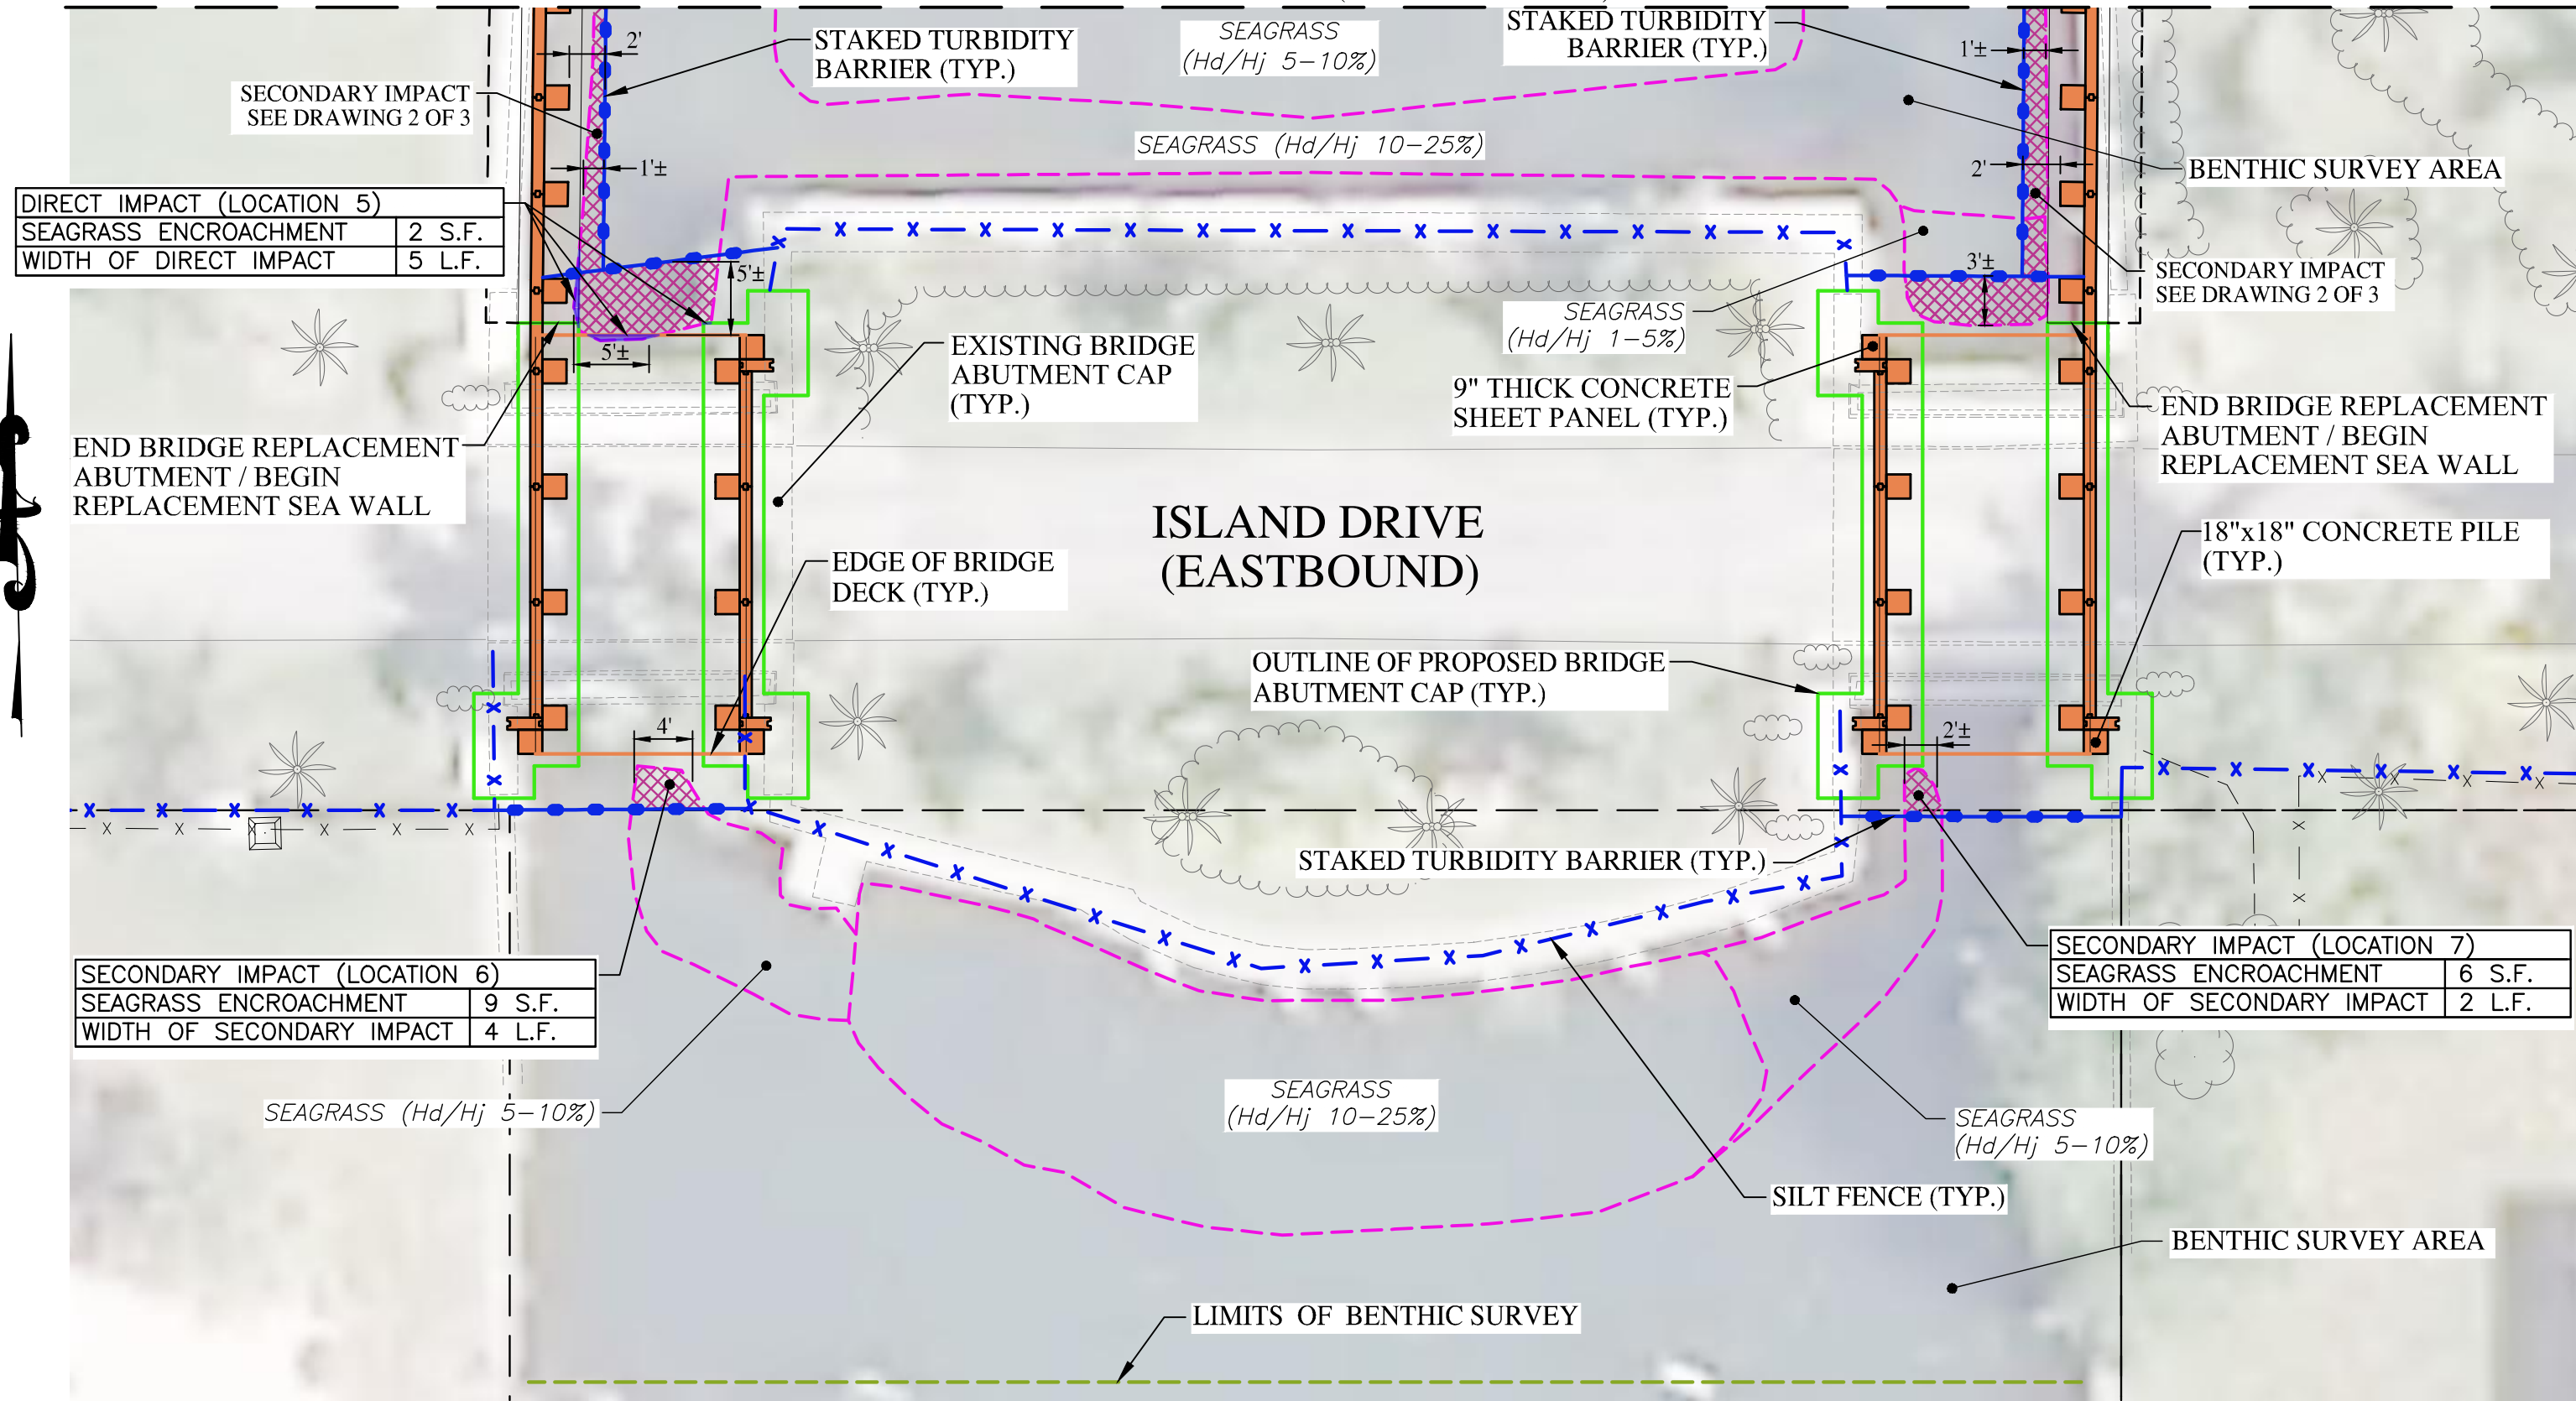 SEAGRASS
(Hd/Hj 5-10%)
STAKED TURBIDITY
BARRIER (TYP.)
STAKED TURBIDITY
BARRIER (TYP.)
2'
1'±
SECONDARY IMPACT
SEE DRAWING 2 OF 3
SEAGRASS (Hd/Hj 10-25%)
1'±
2'
BENTHIC SURVEY AREA
DIRECT IMPACT (LOCATION 5)
SEAGRASS ENCROACHMENT 2 S.F.
WIDTH OF DIRECT IMPACT 5 L.F.
5'±
3'±
SECONDARY IMPACT
SEE DRAWING 2 OF 3
SEAGRASS
(Hd/Hj 1-5%)
5'±
EXISTING BRIDGE
ABUTMENT CAP
(TYP.)
9" THICK CONCRETE
SHEET PANEL (TYP.)
END BRIDGE REPLACEMENT
ABUTMENT / BEGIN
REPLACEMENT SEA WALL
END BRIDGE REPLACEMENT
ABUTMENT / BEGIN
REPLACEMENT SEA WALL
ISLAND DRIVE
(EASTBOUND)
18"x18" CONCRETE PILE
(TYP.)
EDGE OF BRIDGE
DECK (TYP.)
OUTLINE OF PROPOSED BRIDGE
ABUTMENT CAP (TYP.)
4'
2'±
STAKED TURBIDITY BARRIER (TYP.)
SECONDARY IMPACT (LOCATION 6)
SEAGRASS ENCROACHMENT 9 S.F.
WIDTH OF SECONDARY IMPACT 4 L.F.
SECONDARY IMPACT (LOCATION 7)
SEAGRASS ENCROACHMENT 6 S.F.
WIDTH OF SECONDARY IMPACT 2 L.F.
SEAGRASS (Hd/Hj 5-10%)
SEAGRASS
(Hd/Hj 10-25%)
SEAGRASS
(Hd/Hj 5-10%)
SILT FENCE (TYP.)
BENTHIC SURVEY AREA
LIMITS OF BENTHIC SURVEY